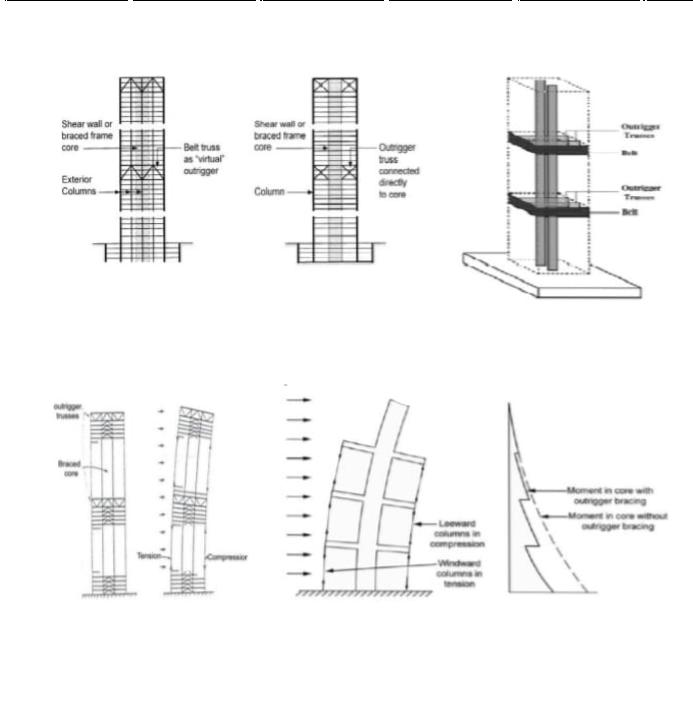 Shear wall or
braced frame
core
Belt truss
as "virtual"
outrigger
Exterior
Columns
Shear wall or
braced frame
core
Outrigger
truss
connected
directly
to core
Column
Outrigger
Trusses
Belt
Outrigger
Trusses
Belt
outrigger
trusses
Braced
core
Tension
Compression
Leeward
columns in
compression
Windward
columns in
tension
Moment in core with
outrigger bracing
Moment in core without
outrigger bracing